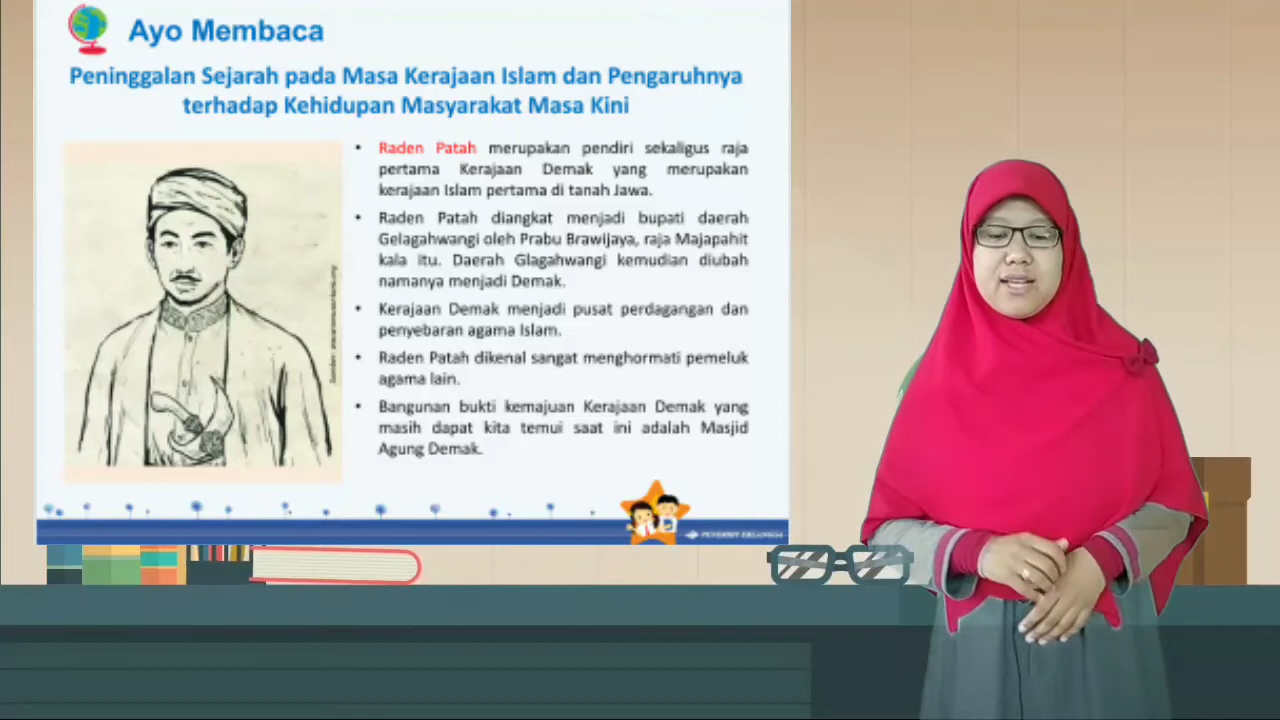 Ayo Membaca
Peninggalan Sejarah pada Masa Kerajaan Islam dan Pengaruhnya
terhadap Kehidupan Masyarakat Masa Kini
• Raden Patah merupakan pendiri sekaligus raja
pertama Kerajaan Demak yang merupakan
kerajaan Islam pertama di tanah Jawa.
• Raden Patah diangkat menjadi bupati daerah
Gelagahwangi oleh Prabu Brawijaya, raja Majapahit
kala itu. Daerah Glagahwangi kemudian diubah
namanya menjadi Demak.
• Kerajaan Demak menjadi pusat perdagangan dan
penyebaran agama Islam.
• Raden Patah dikenal sangat menghormati pemeluk
agama lain.
• Bangunan bukti kemajuan Kerajaan Demak yang
masih dapat kita temui saat ini adalah Masjid
Agung Demak.
PENERBIT ERLANGGA